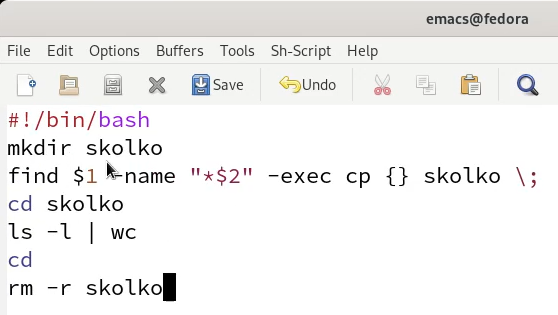 emacs@fedora
File Edit Options Buffers Tools Sh-Script Help
Save Undo
#!/bin/bash
mkdir skolko
find $1 -name "*$2" -exec cp {} skolko \;
cd skolko
ls -l | wc
cd
rm -r skolko